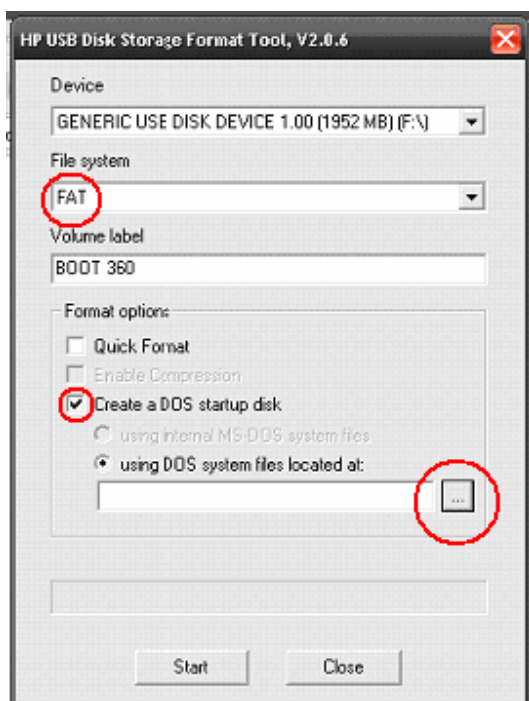 HP USB Disk Storage Format Tool, V2.0.6
Device
GENERIC USE DISK DEVICE 1.00 (1952 MB) (F:\)
File system
FAT
Volume label
BOOT 360
Format options
Quick Format
Enable Compression
Create a DOS startup disk
using internal MS-DOS system files
using DOS system files located at:
...
Start Close